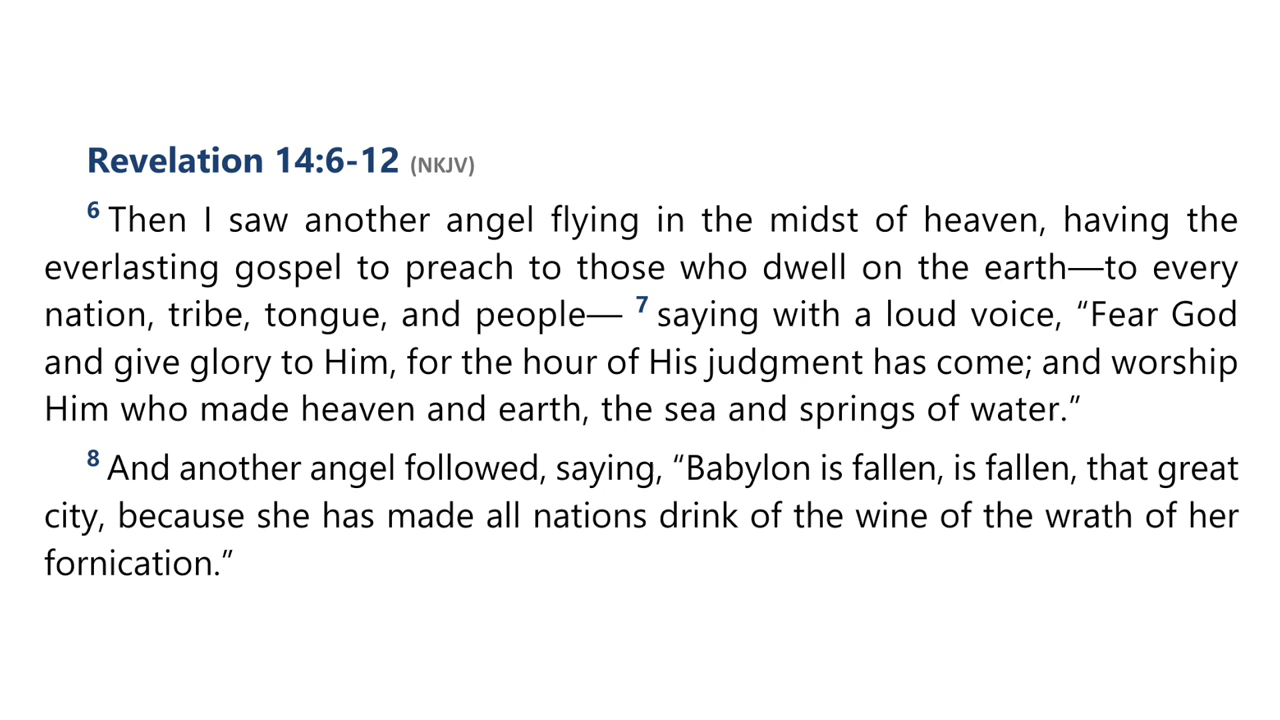 Revelation 14:6-12 (NKJV)
6 Then I saw another angel flying in the midst of heaven, having the
everlasting gospel to preach to those who dwell on the earth—to every
nation, tribe, tongue, and people— 7 saying with a loud voice, “Fear God
and give glory to Him, for the hour of His judgment has come; and worship
Him who made heaven and earth, the sea and springs of water.”
8 And another angel followed, saying, “Babylon is fallen, is fallen, that great
city, because she has made all nations drink of the wine of the wrath of her
fornication.”